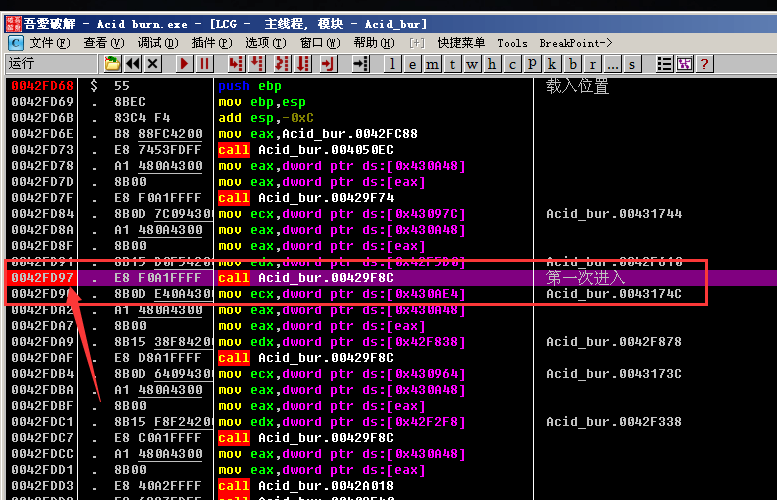 吾爱破解 - Acid burn.exe - [LCG - 主线程, 模块 - Acid_bur]
文件(F) 查看(V) 调试(D) 插件(P) 选项(T) 窗口(W) 帮助(H) [+] 快捷菜单 Tools BreakPoint->
运行 l e m t w h c p k b r ... s ?
0042FD68 $ 55 push ebp 载入位置
0042FD69 . 8BEC mov ebp,esp
0042FD6B . 83C4 F4 add esp,-0xC
0042FD6E . B8 88FC4200 mov eax,Acid_bur.0042FC88
0042FD73 . E8 7453FDFF call Acid_bur.004050EC
0042FD78 . A1 480A4300 mov eax,dword ptr ds:[0x430A48]
0042FD7D . 8B00 mov eax,dword ptr ds:[eax]
0042FD7F . E8 F0A1FFFF call Acid_bur.00429F74
0042FD84 . 8B0D 7C094300 mov ecx,dword ptr ds:[0x43097C] Acid_bur.00431744
0042FD8A . A1 480A4300 mov eax,dword ptr ds:[0x430A48]
0042FD8F . 8B00 mov eax,dword ptr ds:[eax]
0042FD91 . 8B15 mov edx,dword ptr ds:[0x42F5D0] Acid_bur.0042F618
0042FD97 . E8 F0A1FFFF call Acid_bur.00429F8C 第一次进入
. 8B0D E40A4300 mov ecx,dword ptr ds:[0x430AE4] Acid_bur.0043174C
0042FDA2 . A1 480A4300 mov eax,dword ptr ds:[0x430A48]
0042FDA7 . 8B00 mov eax,dword ptr ds:[eax]
0042FDA9 . 8B15 38F84200 mov edx,dword ptr ds:[0x42F838] Acid_bur.0042F878
0042FDAF . E8 D8A1FFFF call Acid_bur.00429F8C
0042FDB4 . 8B0D 64094300 mov ecx,dword ptr ds:[0x430964] Acid_bur.0043173C
0042FDBA . A1 480A4300 mov eax,dword ptr ds:[0x430A48]
0042FDBF . 8B00 mov eax,dword ptr ds:[eax]
0042FDC1 . 8B15 F8F24200 mov edx,dword ptr ds:[0x42F2F8] Acid_bur.0042F338
0042FDC7 . E8 C0A1FFFF call Acid_bur.00429F8C
0042FDCC . A1 480A4300 mov eax,dword ptr ds:[0x430A48]
0042FDD1 . 8B00 mov eax,dword ptr ds:[eax]
0042FDD3 . E8 40A2FFFF call Acid_bur.0042A018